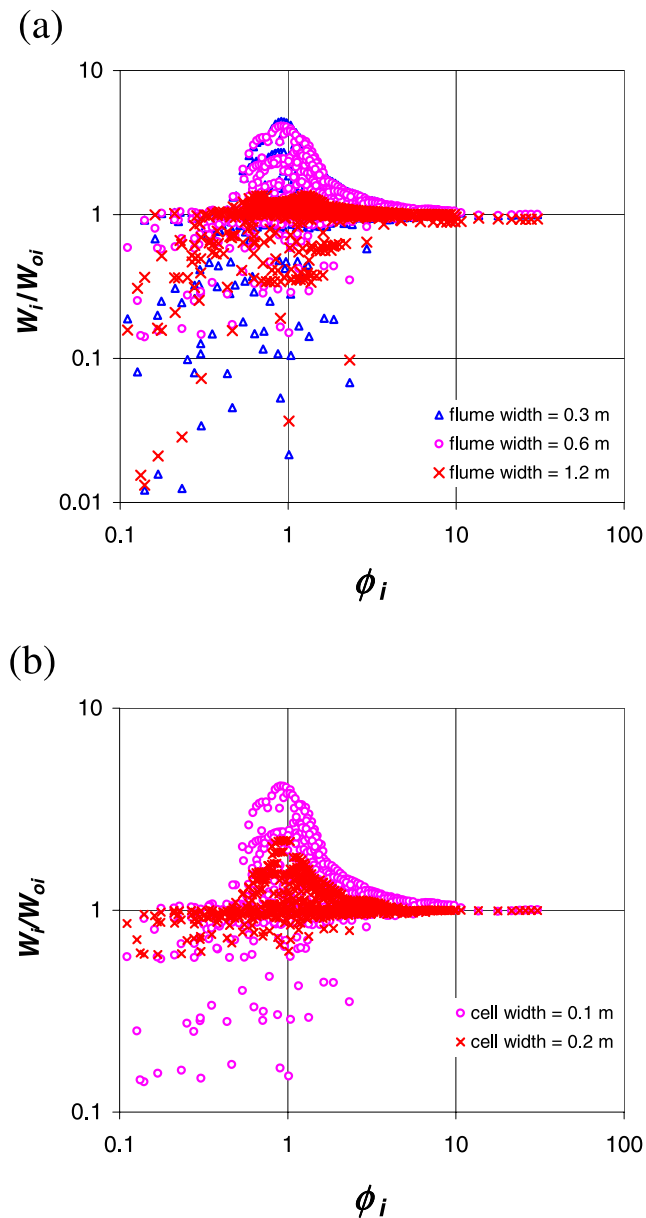 (a)
10
1
0.1
0.01
W_i/W_oi
flume width = 0.3 m
flume width = 0.6 m
flume width = 1.2 m
0.1 1 10 100
ϕ_i
(b)
10
1
0.1
W_i/W_oi
cell width = 0.1 m
cell width = 0.2 m
0.1 1 10 100
ϕ_i